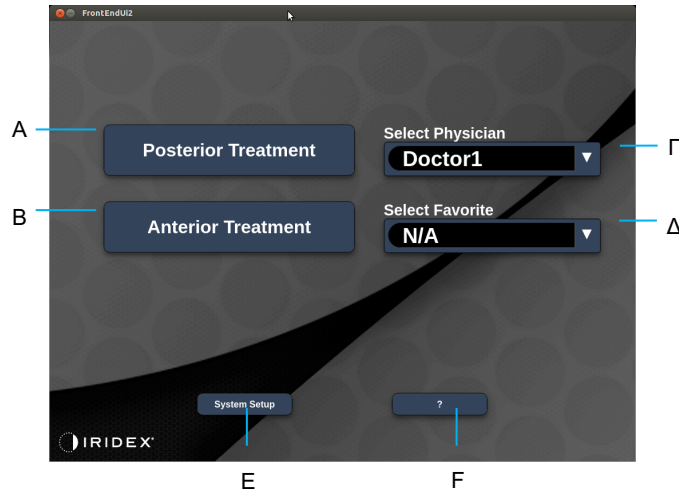 FrontEndUi2
A
Posterior Treatment
Select Physician
Doctor1
▼
Γ
B
Anterior Treatment
Select Favorite
N/A
▼
Δ
System Setup
?
IRIDEX
E
F